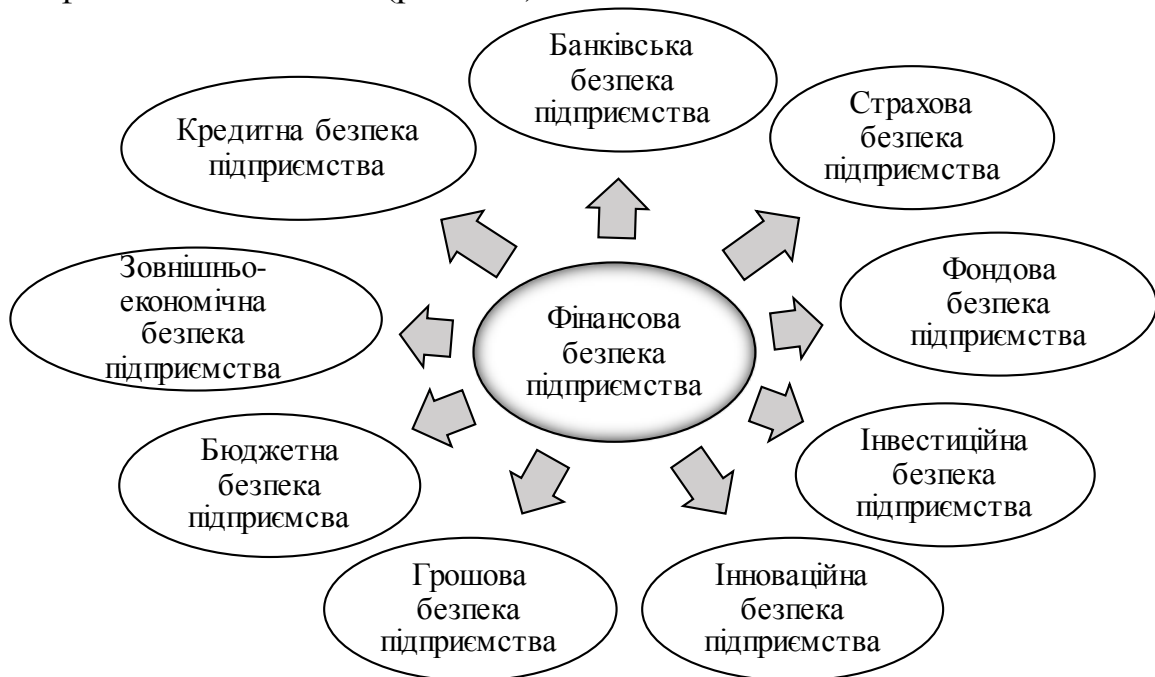 Банківська
безпека
підприємства
Страхова
безпека
підприємства
Кредитна безпека
підприємства
Зовнішньо-
економічна
безпека
підприємства
Фінансова
безпека
підприємства
Фондова
безпека
підприємства
Бюджетна
безпека
підприємсва
Інвестиційна
безпека
підприємства
Грошова
безпека
підприємства
Інноваційна
безпека
підприємства